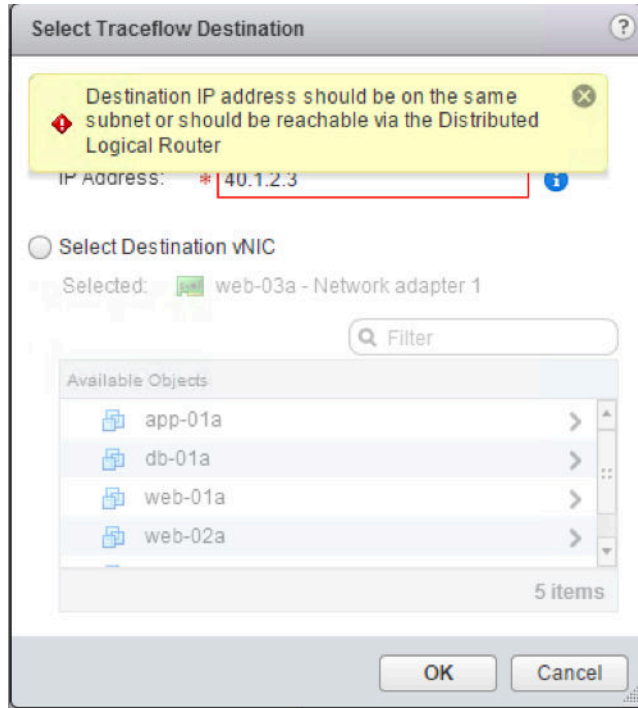 Select Traceflow Destination
?
Destination IP address should be on the same
subnet or should be reachable via the Distributed
Logical Router
IP Address: * 40.1.2.3
Select Destination vNIC
Selected: web-03a - Network adapter 1
Filter
Available Objects
app-01a
db-01a
web-01a
web-02a
5 items
OK Cancel